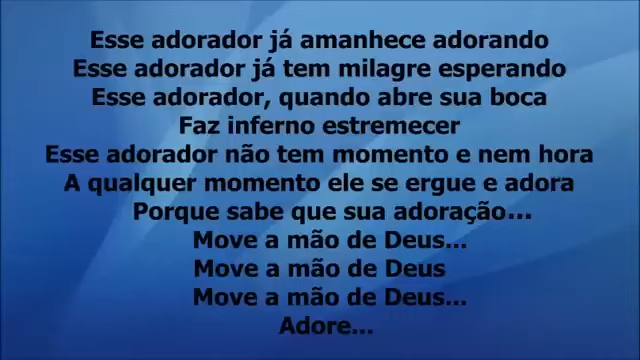 Esse adorador já amanhece adorando
Esse adorador já tem milagre esperando
Esse adorador, quando abre sua boca
Faz inferno estremecer
Esse adorador não tem momento e nem hora
A qualquer momento ele se ergue e adora
Porque sabe que sua adoração...
Move a mão de Deus...
Move a mão de Deus
Move a mão de Deus...
Adore...